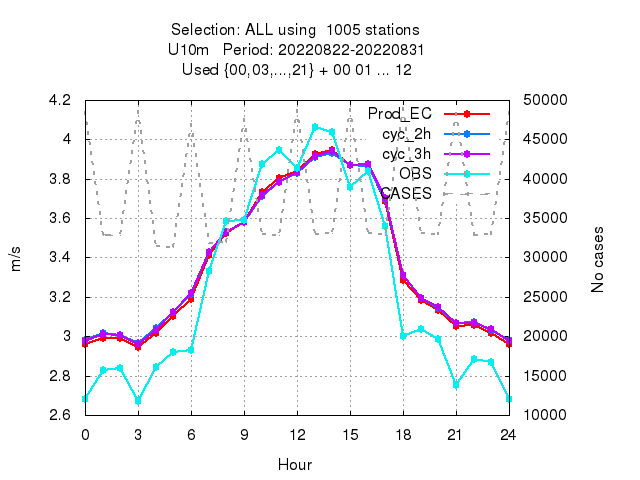 Selection: ALL using  1005 stations
U10m   Period: 20220822-20220831
Used {00,03,...,21} + 00 01 ... 12
Prod_EC
cyc_2h
cyc_3h
OBS
CASES
4.2
4
3.8
3.6
3.4
3.2
3
2.8
2.6
m/s
50000
45000
40000
35000
30000
25000
20000
15000
10000
No cases
0 3 6 9 12 15 18 21 24
Hour